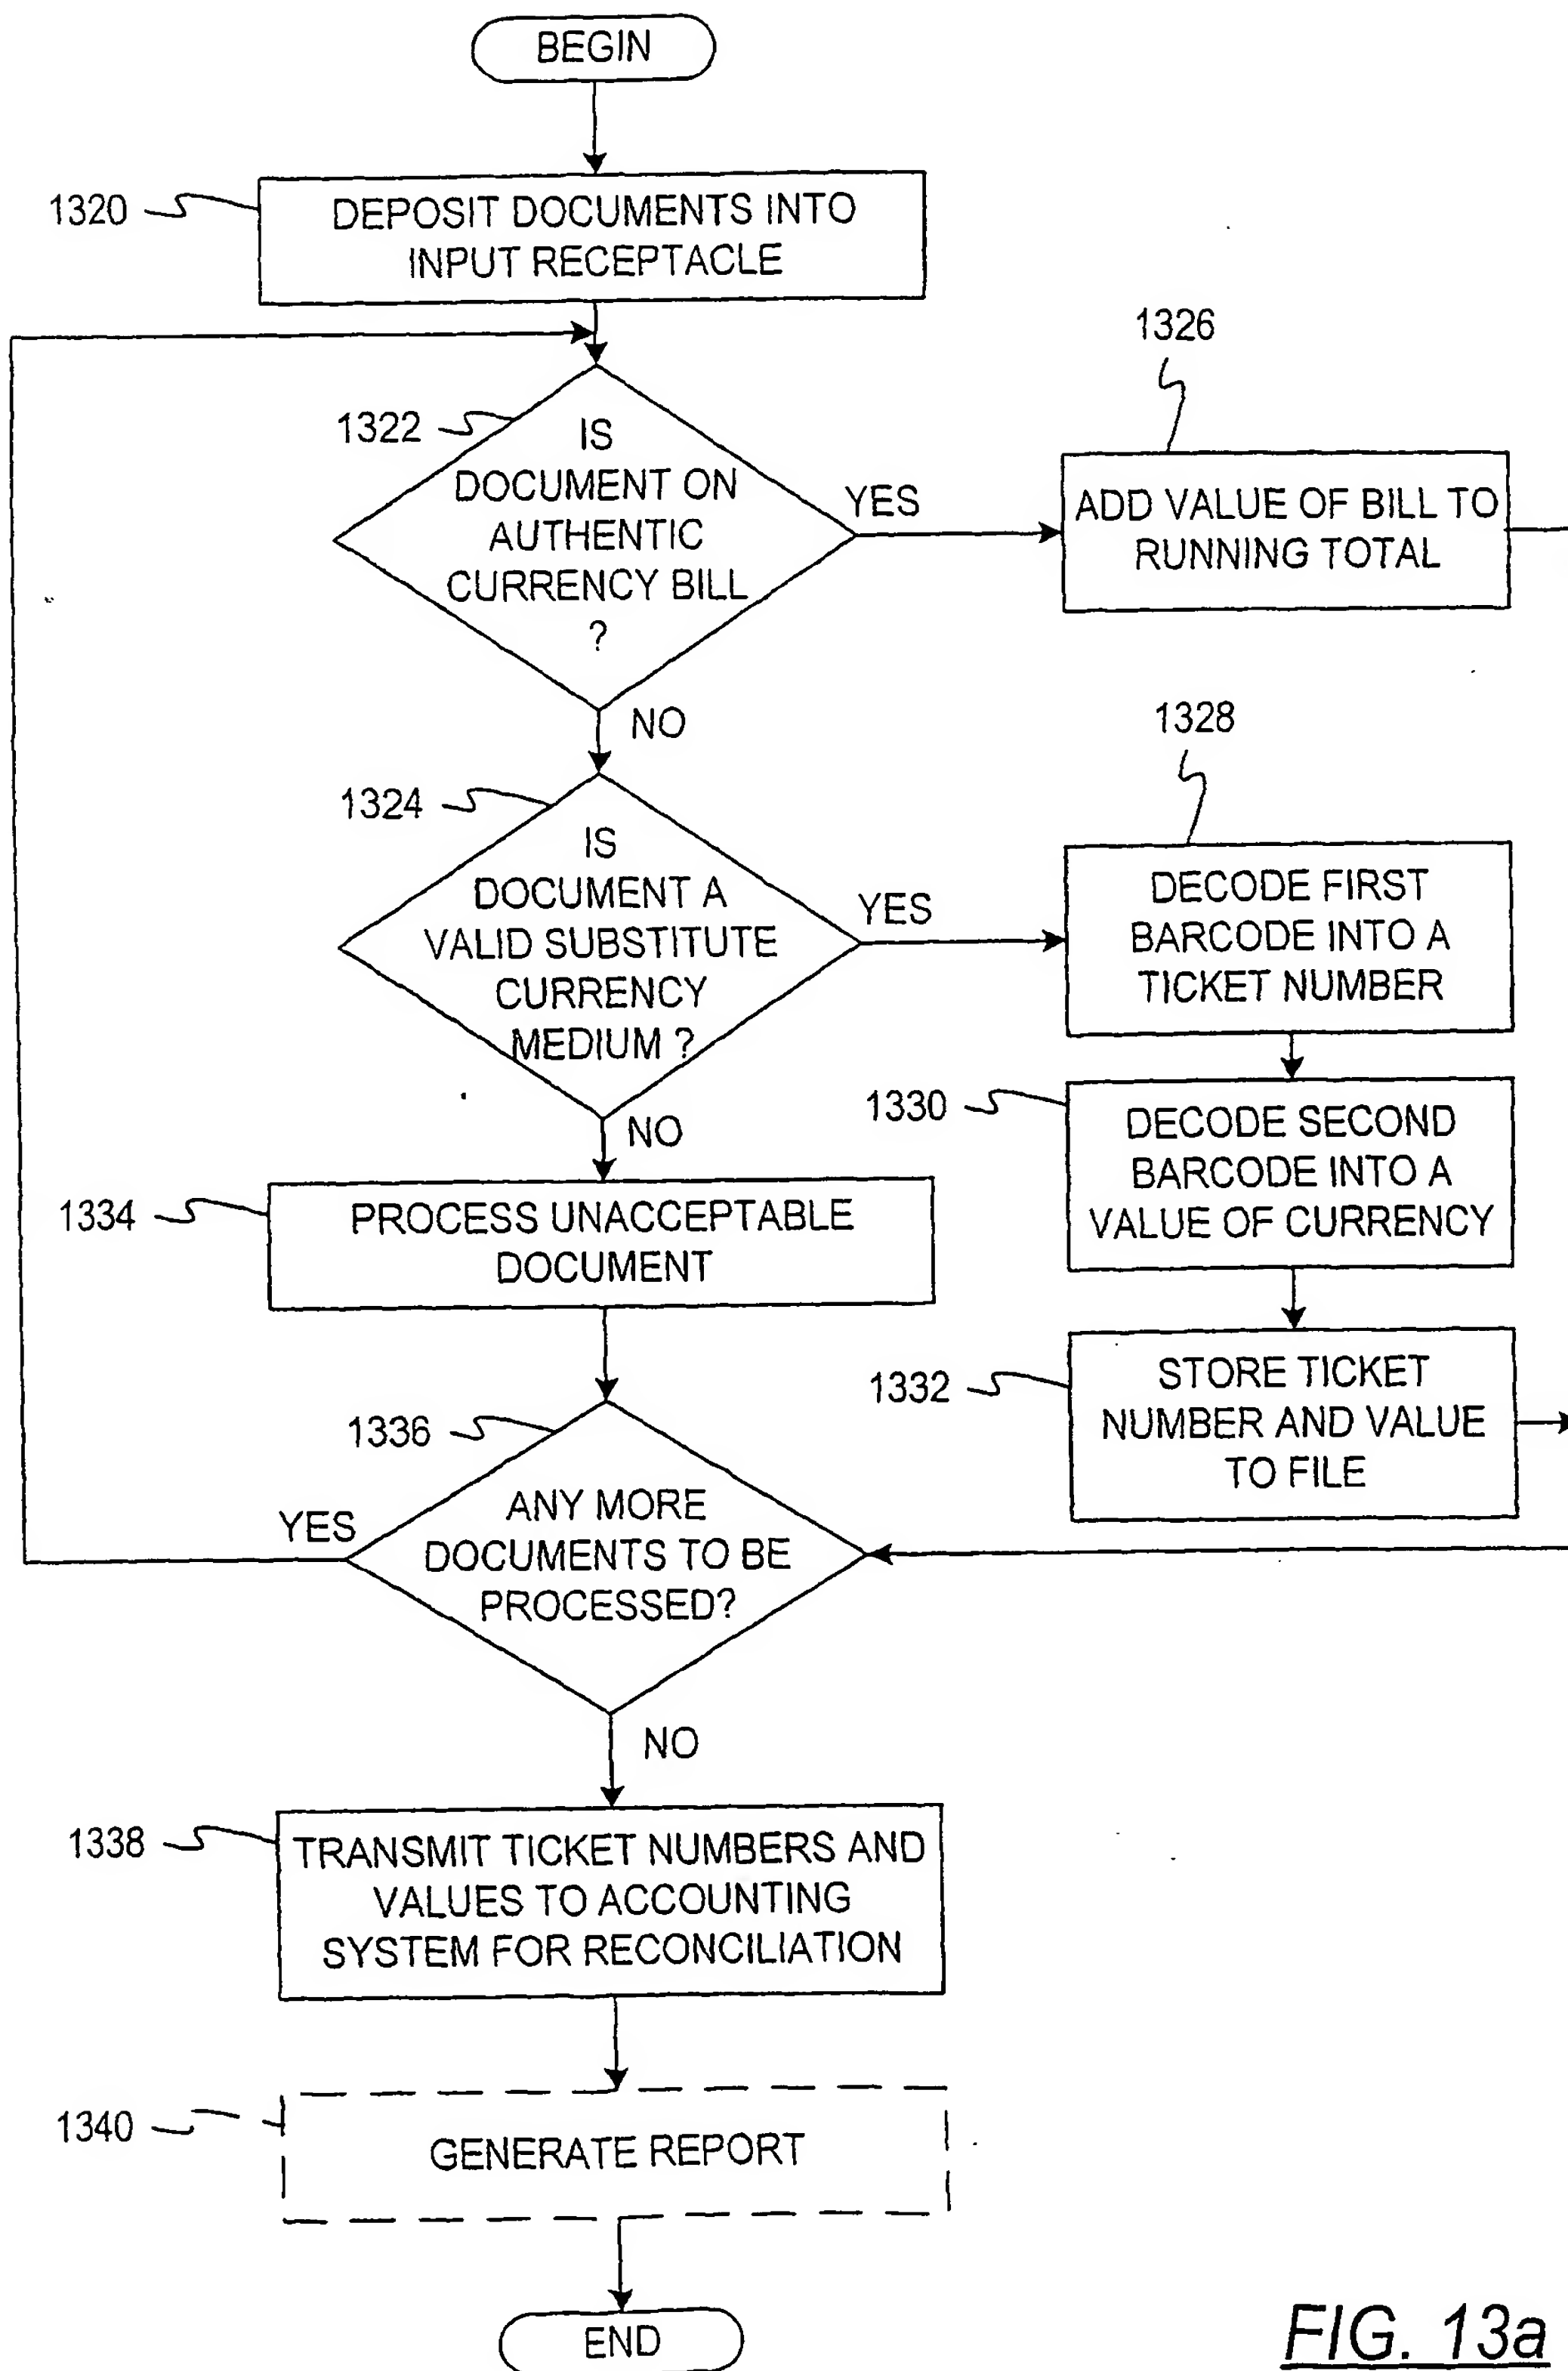 BEGIN
1320
DEPOSIT DOCUMENTS INTO
INPUT RECEPTACLE
1322
IS
DOCUMENT ON
AUTHENTIC
CURRENCY BILL
?
YES
1326
ADD VALUE OF BILL TO
RUNNING TOTAL
NO
1324
IS
DOCUMENT A
VALID SUBSTITUTE
CURRENCY
MEDIUM ?
YES
1328
DECODE FIRST
BARCODE INTO A
TICKET NUMBER
1330
DECODE SECOND
BARCODE INTO A
VALUE OF CURRENCY
1332
STORE TICKET
NUMBER AND VALUE
TO FILE
NO
1334
PROCESS UNACCEPTABLE
DOCUMENT
1336
ANY MORE
DOCUMENTS TO BE
PROCESSED?
YES
NO
1338
TRANSMIT TICKET NUMBERS AND
VALUES TO ACCOUNTING
SYSTEM FOR RECONCILIATION
1340
GENERATE REPORT
END
FIG. 13a